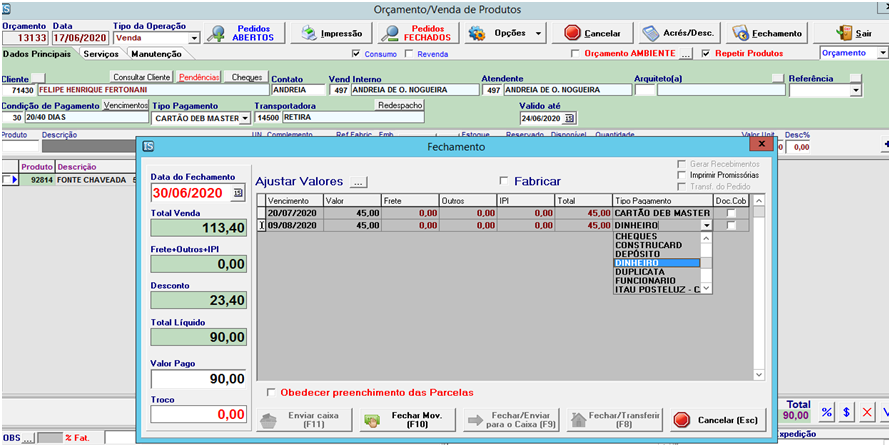 IS Orçamento/Venda de Produtos
Orçamento Data Tipo da Operação
13133 17/06/2020 Venda
Pedidos ABERTOS Impressão Pedidos FECHADOS Opções Cancelar Acrés/Desc. Fechamento Sair
Dados Principais Serviços Manutenção Consumo Revenda Orçamento AMBIENTE ... Repetir Produtos Orçamento
Cliente Consultar Cliente Pendências Cheques Contato Vend Interno Atendente Arquiteto(a) Referência
71430 FELIPE HENRIQUE FERTONANI ANDREIA 497 ANDREIA DE O. NOGUEIRA 497 ANDREIA DE O. NOGUEIRA
Condição de Pagamento Vencimentos Tipo Pagamento Transportadora Redespacho Valido até
30 20/40 DIAS CARTÃO DEB MASTER 14500 RETIRA 24/06/2020 15
Produto Descrição UN Complemento Ref.Fabric Emb. Estoque Reservado Disponível Quantidade Valor Unit. Desc%
0 0,00
Produto Descrição
92814 FONTE CHAVEADA 5
IS Fechamento x
Data do Fechamento
30/06/2020 15
Total Venda
113,40
Frete+Outros+IPI
0,00
Desconto
23,40
Total Líquido
90,00
Valor Pago
90,00
Troco
0,00
Ajustar Valores ... Fabricar
Gerar Recebimentos
Imprimir Promissórias
Transf. do Pedido
Vencimento Valor Frete Outros IPI Total Tipo Pagamento Doc.Cob
20/07/2020 45,00 0,00 0,00 0,00 45,00 CARTÃO DEB MASTER
09/08/2020 45,00 0,00 0,00 0,00 45,00 DINHEIRO
CHEQUES
CONSTRUCARD
DEPÓSITO
DINHEIRO
DUPLICATA
FUNCIONARIO
ITAU POSTELUZ - C.
Obedecer preenchimento das Parcelas
Enviar caixa (F11) Fechar Mov. (F10) Fechar/Enviar para o Caixa (F9) Fechar/Transferir (F8) Cancelar (Esc)
Total
90,00 % $ X V
OBS ... % Fat. xpedição